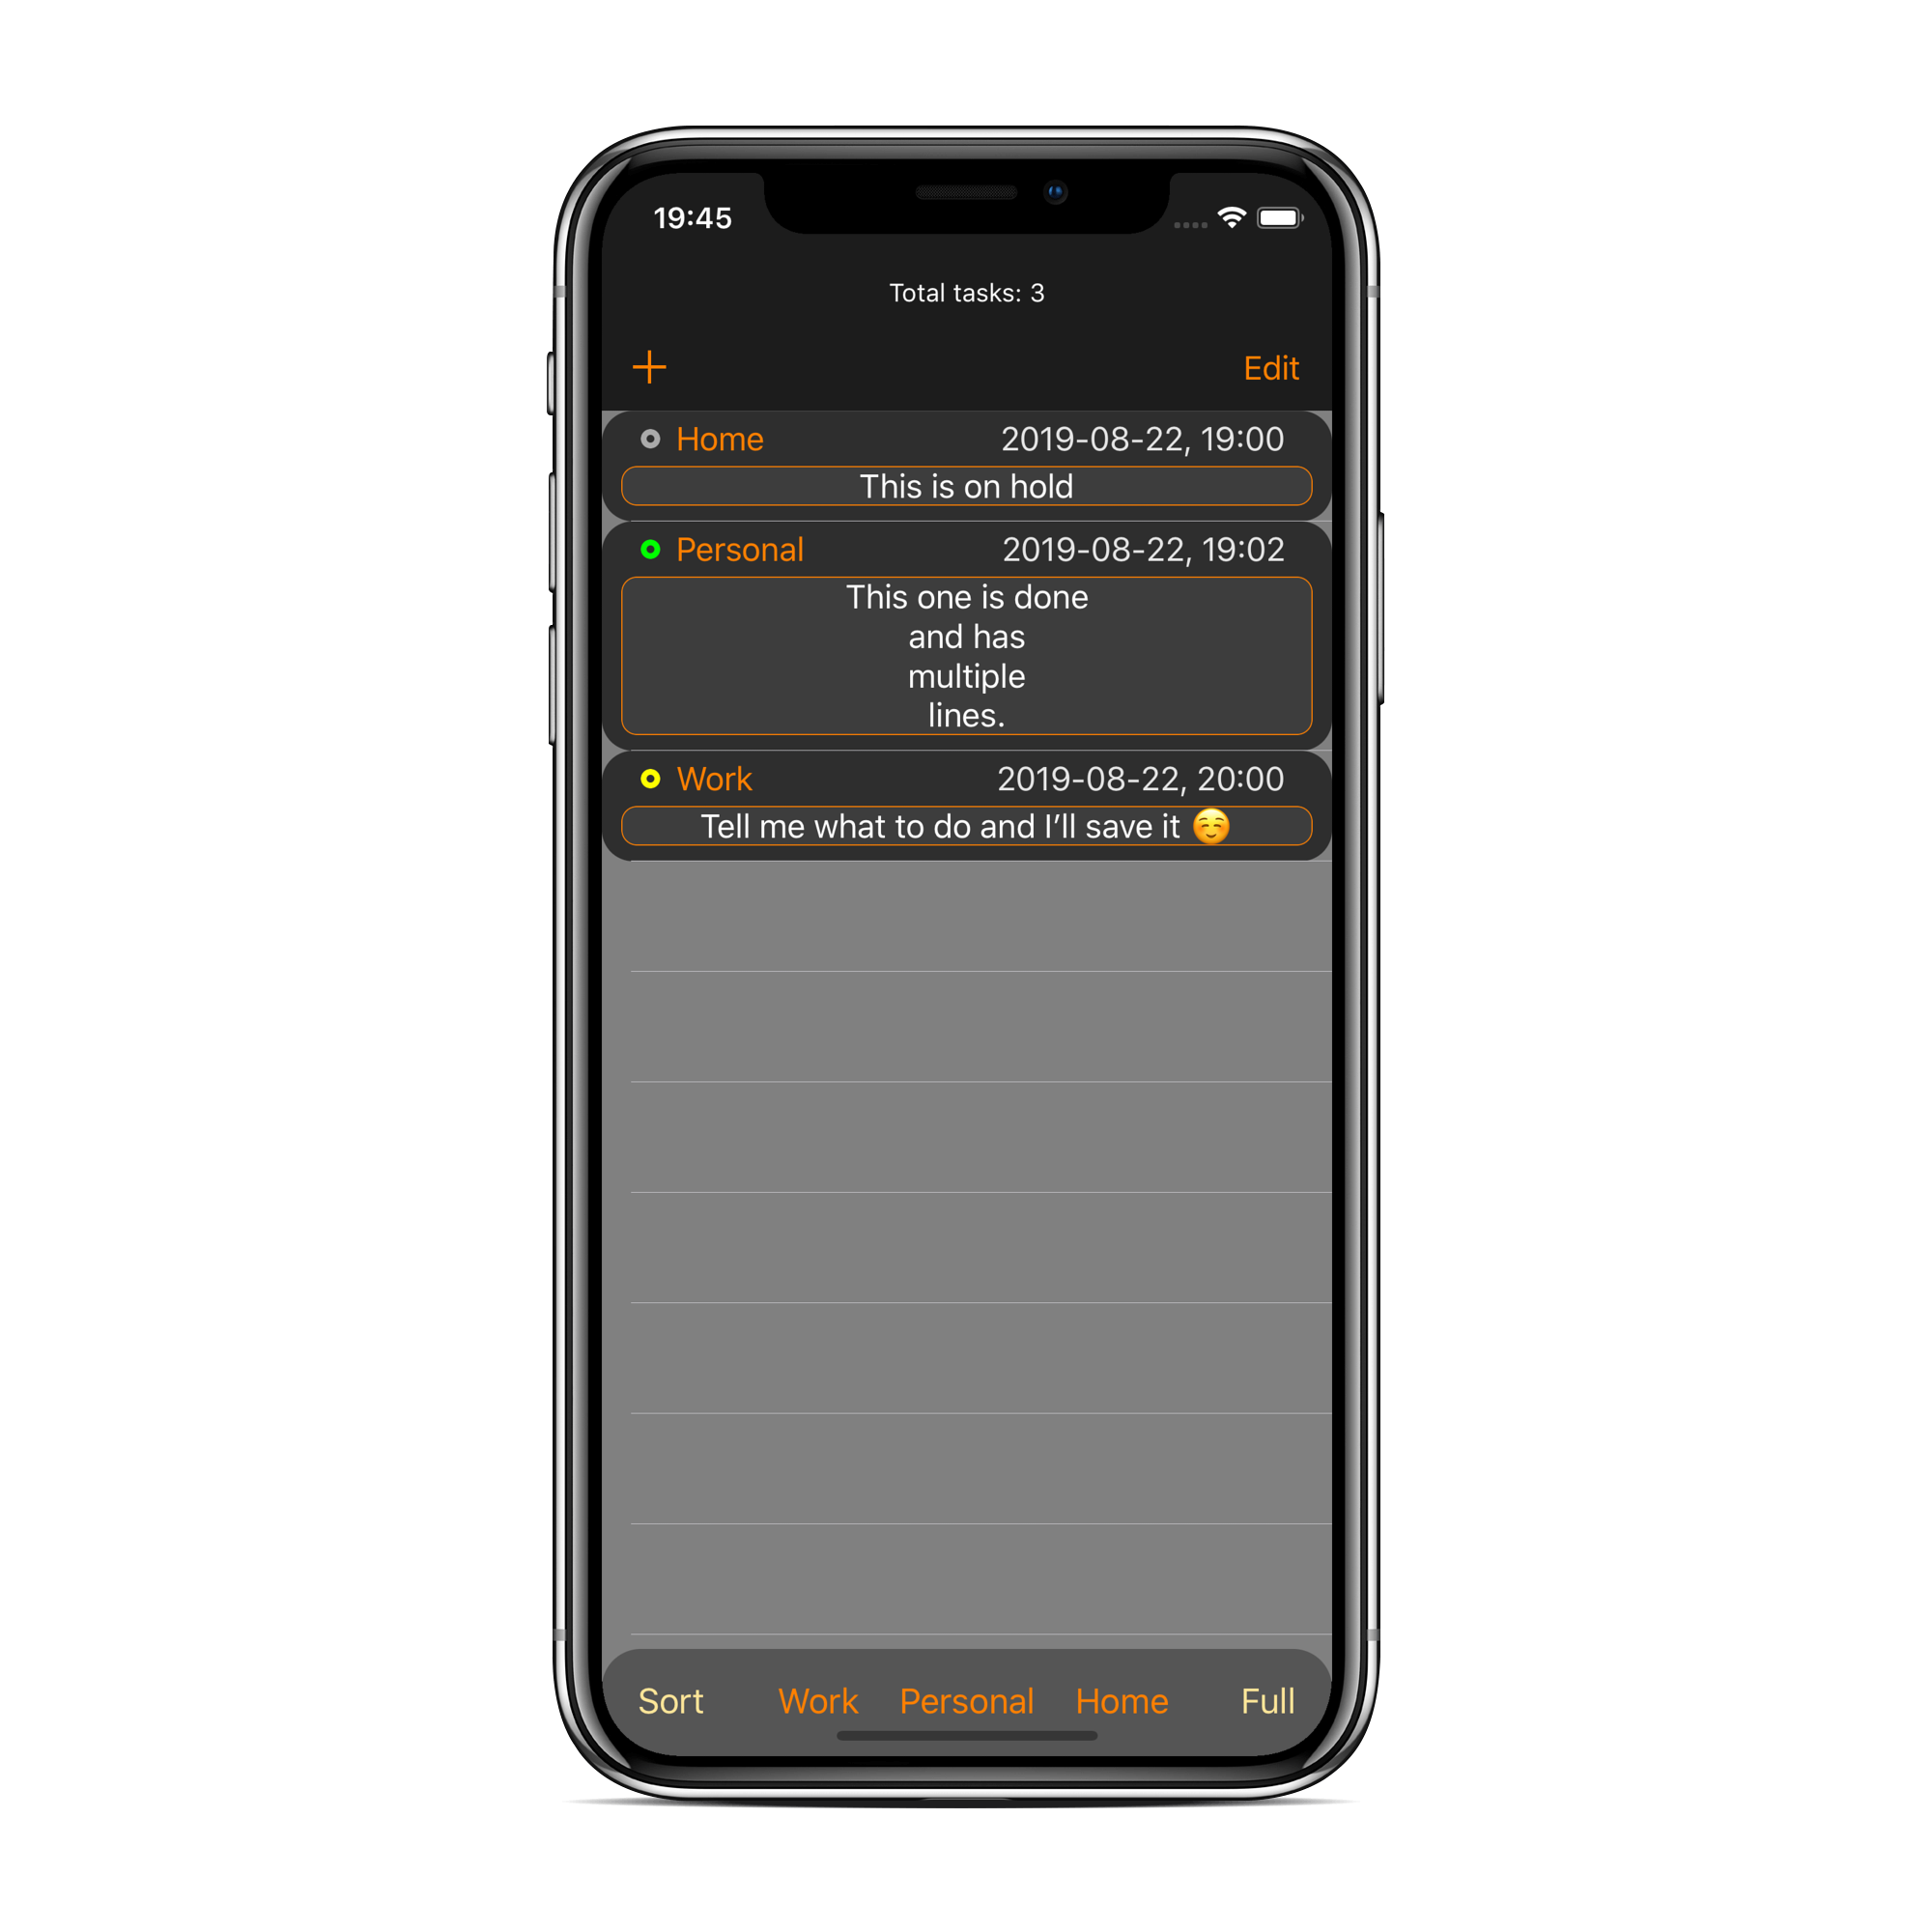 19:45
Total tasks: 3
+ Edit
Home 2019-08-22, 19:00
This is on hold
Personal 2019-08-22, 19:02
This one is done
and has
multiple
lines.
Work 2019-08-22, 20:00
Tell me what to do and I’ll save it ☺️
Sort Work Personal Home Full